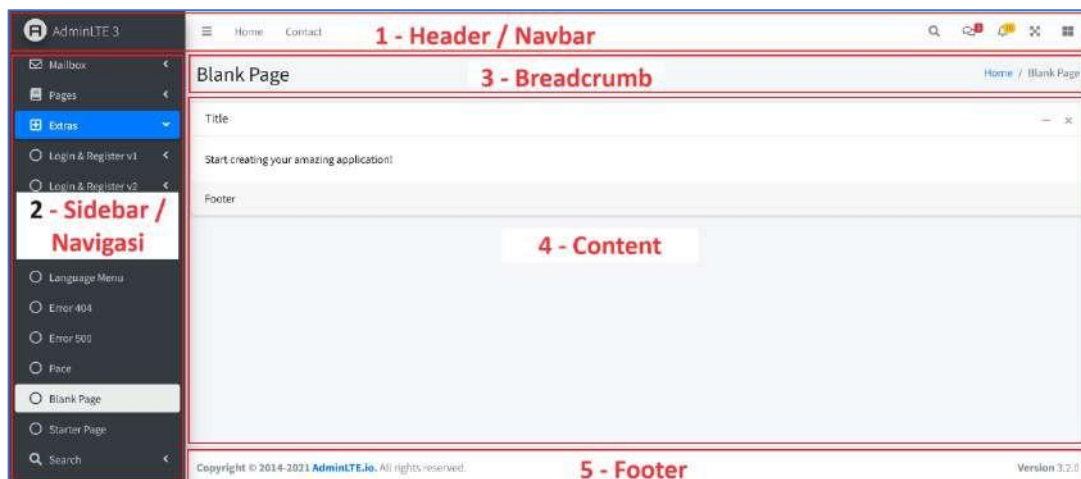 AdminLTE 3
Home Contact
1 - Header / Navbar
Mailbox
Pages
Extras
Login & Register v1
Login & Register v2
2 - Sidebar /
Navigasi
Language Menu
Error 404
Error 500
Pace
Blank Page
Starter Page
Search
Blank Page
3 - Breadcrumb
Home / Blank Page
Title
Start creating your amazing application!
Footer
4 - Content
Copyright © 2014-2021 AdminLTE.io. All rights reserved.
5 - Footer
Version 3.2.0